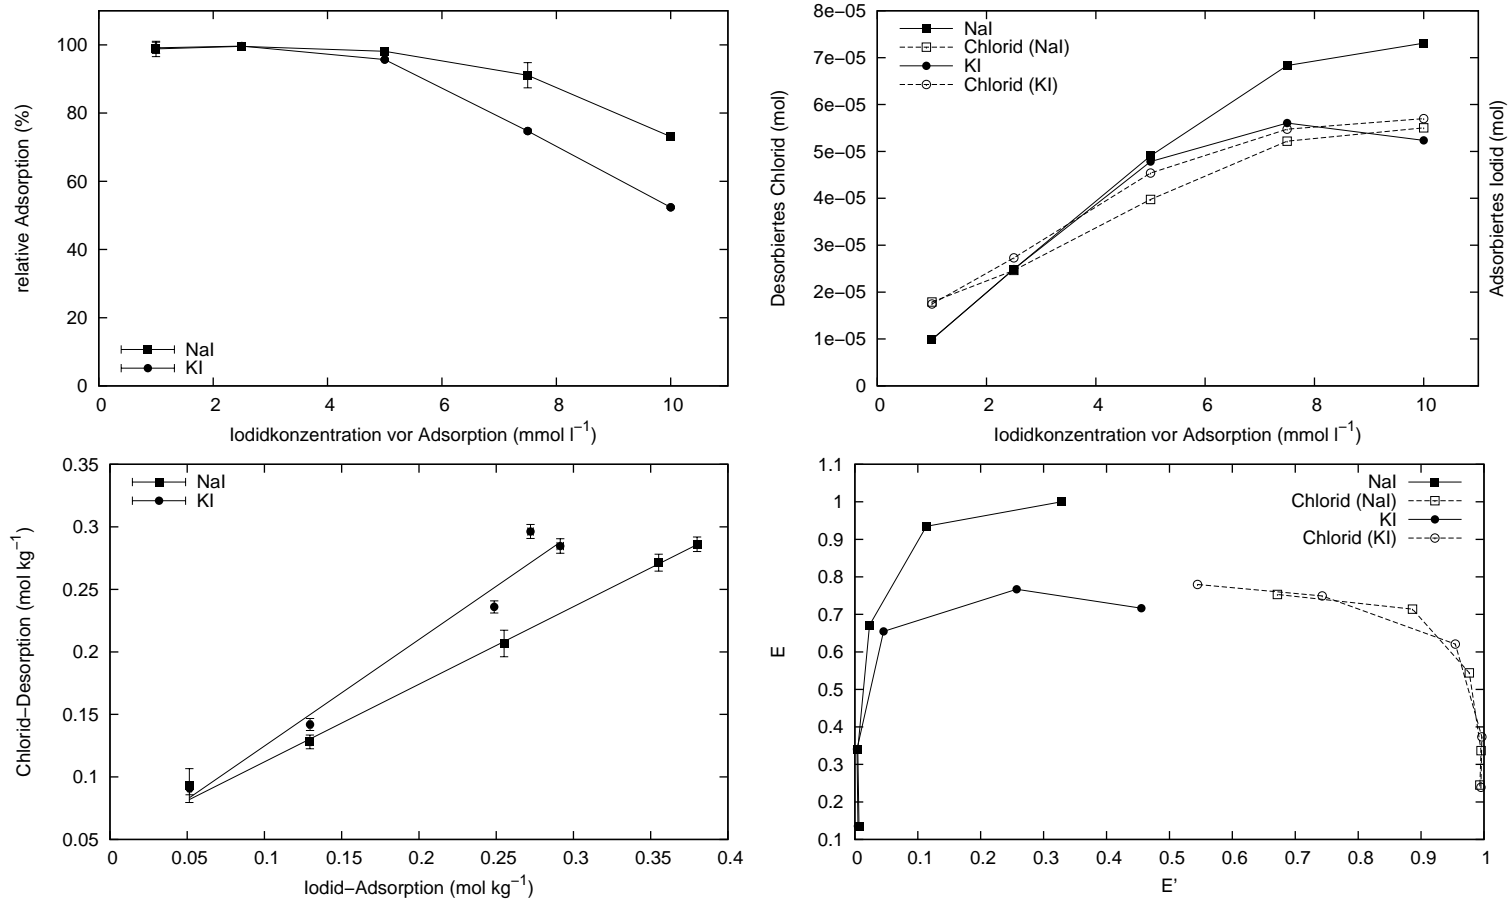 100
80
60
40
20
0
relative Adsorption (%)
NaI
KI
0 2 4 6 8 10
Iodidkonzentration vor Adsorption (mmol l⁻¹)
8e−05
7e−05
6e−05
5e−05
4e−05
3e−05
2e−05
1e−05
0
Desorbiertes Chlorid (mol)
NaI
Chlorid (NaI)
KI
Chlorid (KI)
Adsorbiertes Iodid (mol)
0 2 4 6 8 10
Iodidkonzentration vor Adsorption (mmol l⁻¹)
0.35
0.3
0.25
0.2
0.15
0.1
0.05
Chlorid−Desorption (mol kg⁻¹)
NaI
KI
0 0.05 0.1 0.15 0.2 0.25 0.3 0.35 0.4
Iodid−Adsorption (mol kg⁻¹)
1.1
1
0.9
0.8
0.7
0.6
0.5
0.4
0.3
0.2
0.1
E
NaI
Chlorid (NaI)
KI
Chlorid (KI)
0 0.1 0.2 0.3 0.4 0.5 0.6 0.7 0.8 0.9 1
E'